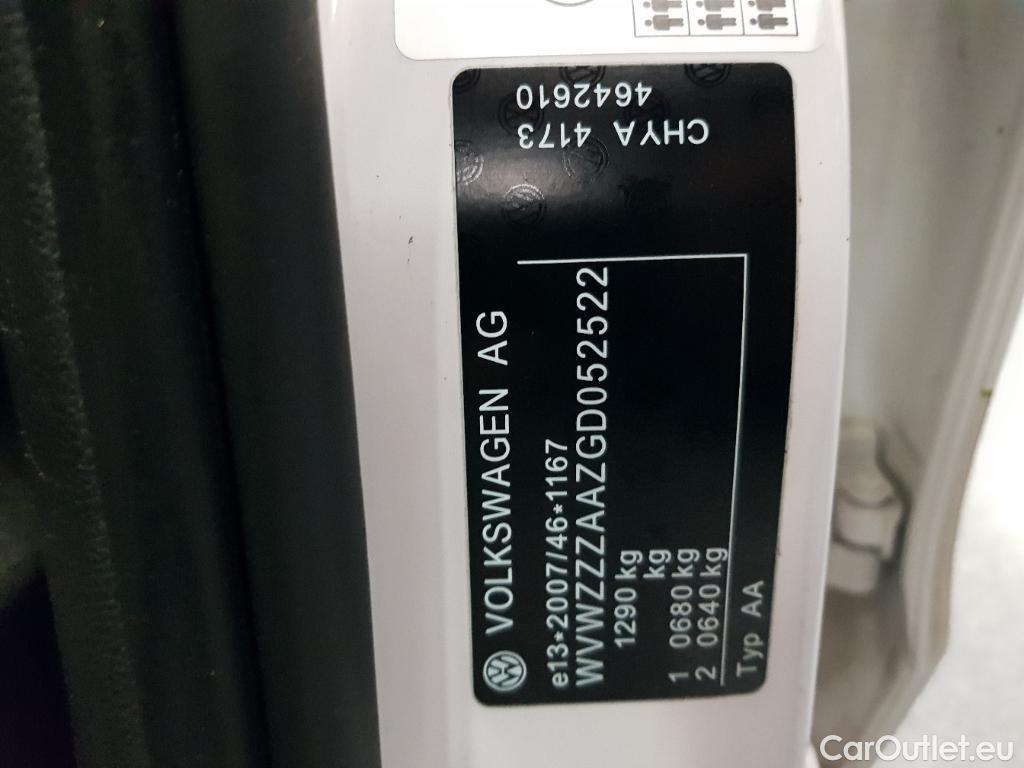 VOLKSWAGEN AG
e13*2007/46*1167
WVWZZZAAZGD052522
1290 kg
kg
1 0680 kg
2 0640 kg
Typ AA
CHYA 4173
4642610
CarOutlet.eu